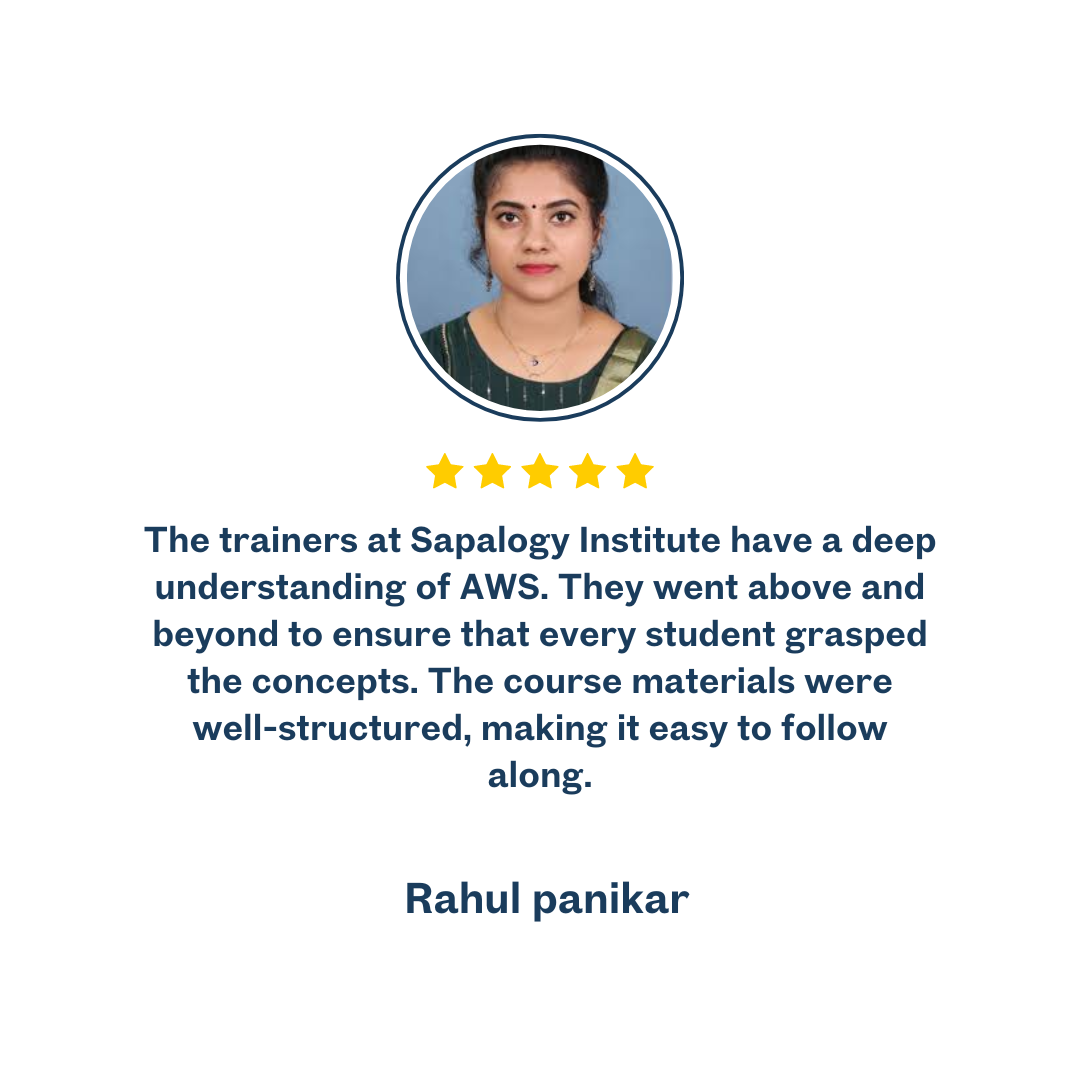 The trainers at Sapalogy Institute have a deep
understanding of AWS. They went above and
beyond to ensure that every student grasped
the concepts. The course materials were
well-structured, making it easy to follow
along.
Rahul panikar